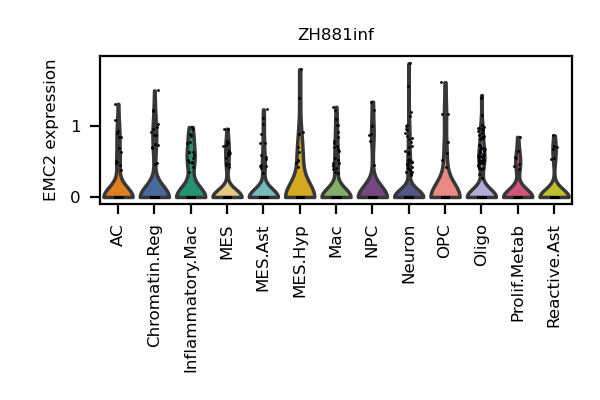 ZH881inf
EMC2 expression
1
0
AC
Chromatin.Reg
Inflammatory.Mac
MES
MES.Ast
MES.Hyp
Mac
NPC
Neuron
OPC
Oligo
Prolif.Metab
Reactive.Ast